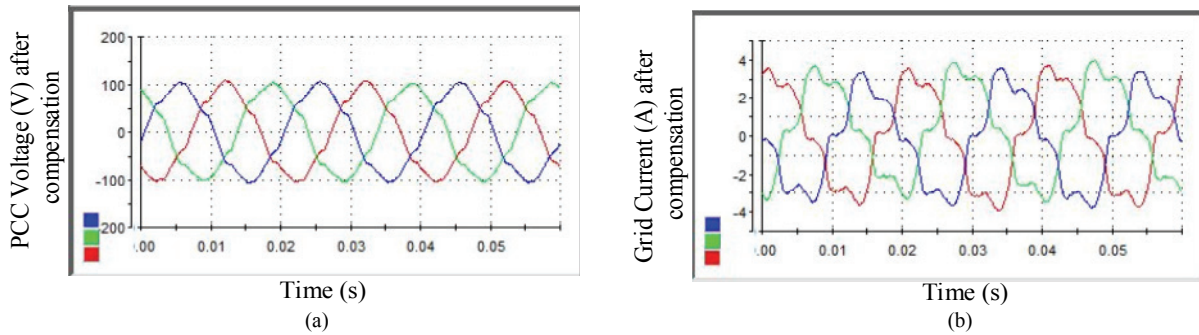 PCC Voltage (V) after
compensation
200
100
0
-100
200
.00
0.01
0.02
0.03
0.04
0.05
Time (s)
(a)
Grid Current (A) after
compensation
4
2
0
-2
-4
0.00
0.01
0.02
0.03
0.04
0.05
Time (s)
(b)